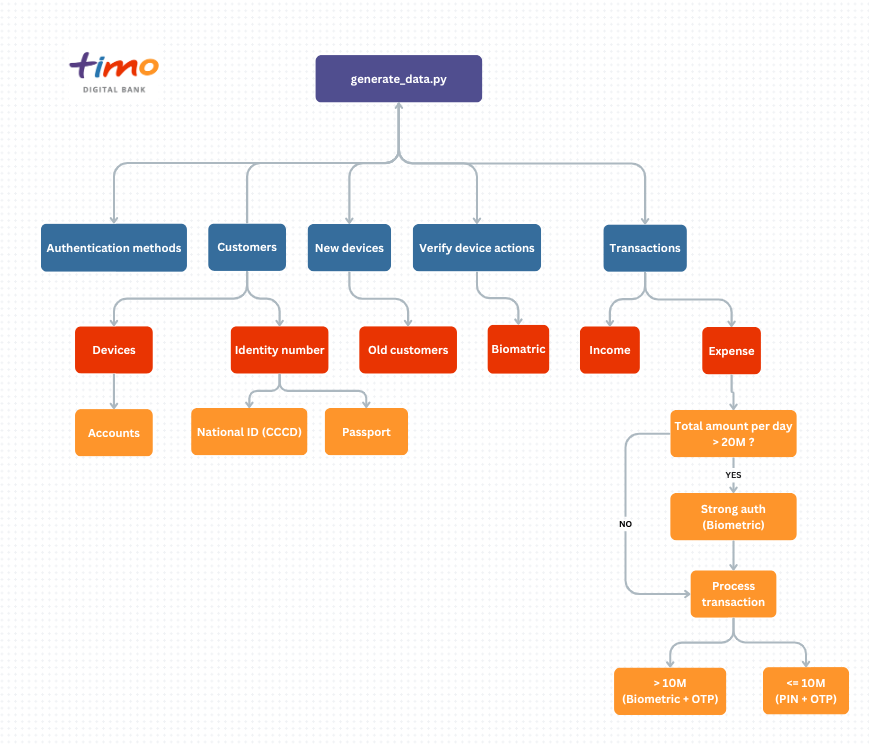 timo
DIGITAL BANK
generate_data.py
Authentication methods
Customers
New devices
Verify device actions
Transactions
Devices
Identity number
Old customers
Biomatric
Income
Expense
Accounts
National ID (CCCD)
Passport
Total amount per day
> 20M ?
YES
Strong auth
(Biometric)
NO
Process
transaction
> 10M
(Biometric + OTP)
<= 10M
(PIN + OTP)